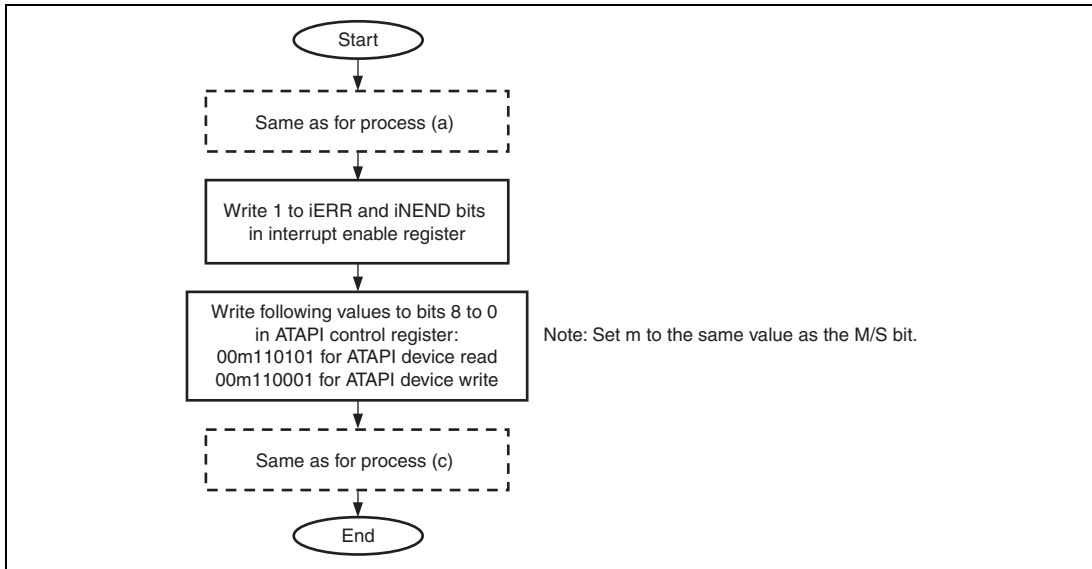 Start
Same as for process (a)
Write 1 to iERR and iNEND bits
in interrupt enable register
Write following values to bits 8 to 0
in ATAPI control register:
00m110101 for ATAPI device read
00m110001 for ATAPI device write
Note: Set m to the same value as the M/S bit.
Same as for process (c)
End